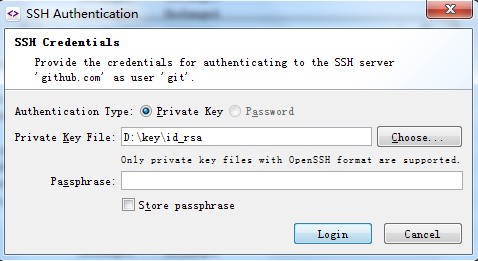 SSH Authentication
SSH Credentials
Provide the credentials for authenticating to the SSH server
'github.com' as user 'git'.
Authentication Type: Private Key Password
Private Key File: D:\key\id_rsa Choose...
Only private key files with OpenSSH format are supported.
Passphrase:
Store passphrase
Login Cancel